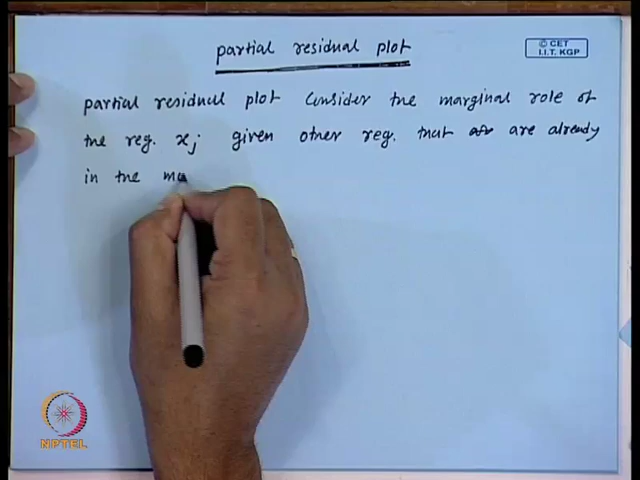 partial residual plot
© CET
I.I.T. KGP
partial residual plot Consider the marginal role of
the reg. xj given other reg. that are are already
in the mo
NPTEL